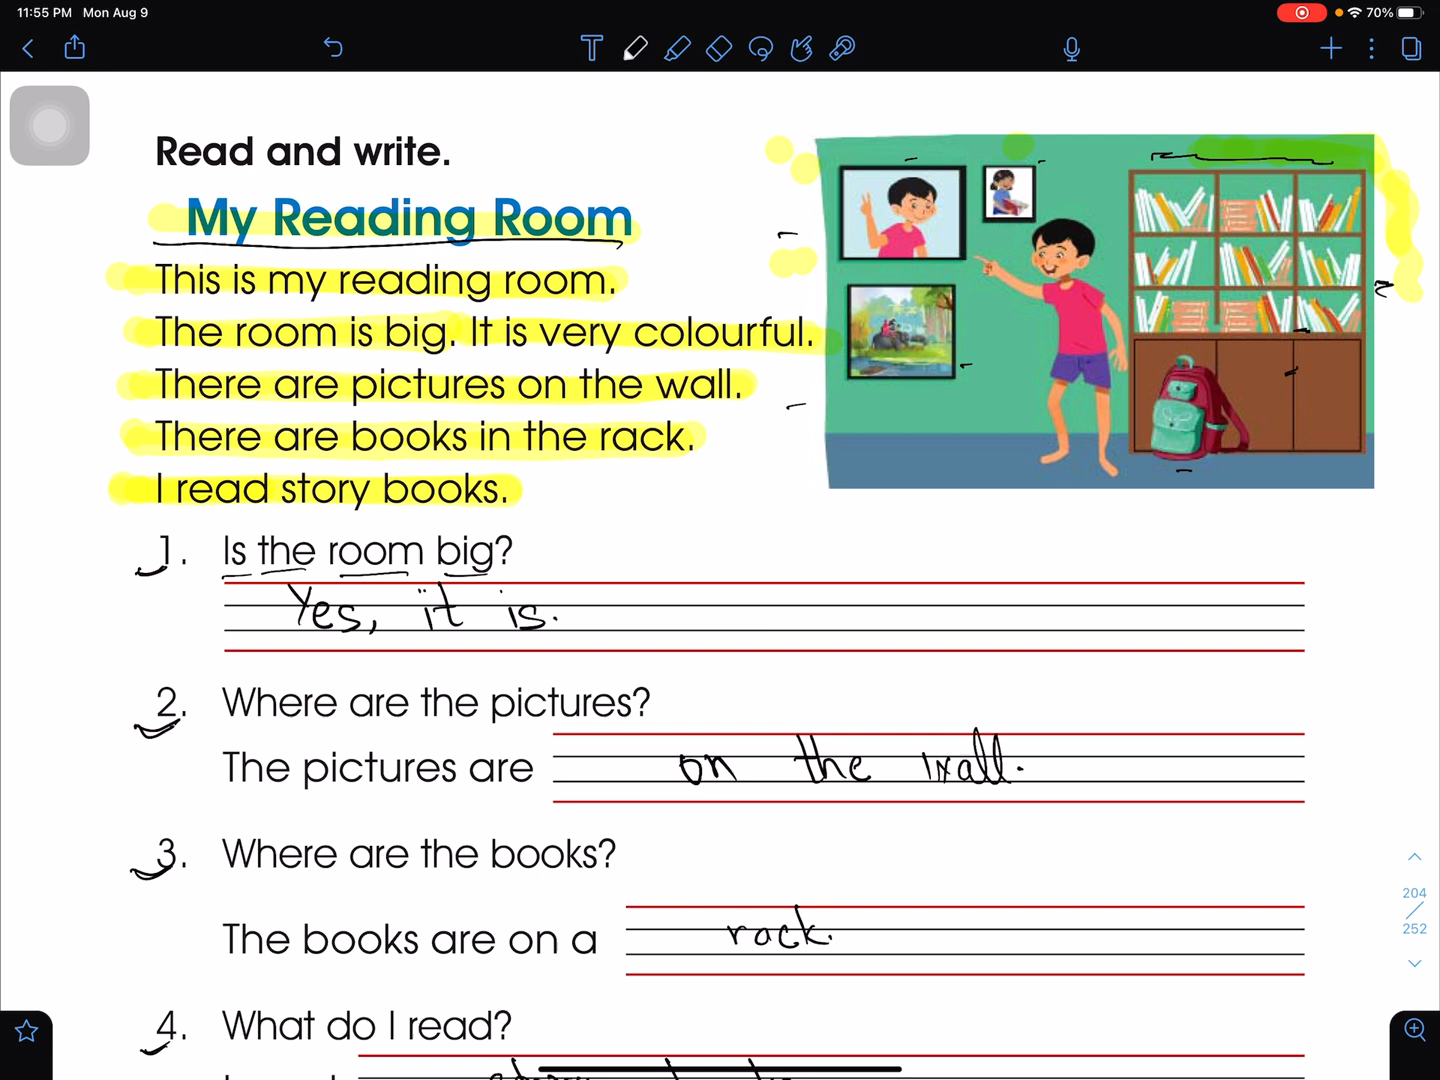 11:55 PM Mon Aug 9 70%
Read and write.
My Reading Room
This is my reading room.
The room is big. It is very colourful.
There are pictures on the wall.
There are books in the rack.
I read story books.
1. Is the room big?
Yes, it is.
2. Where are the pictures?
The pictures are on the wall.
3. Where are the books?
The books are on a rack.
204
252
4. What do I read?